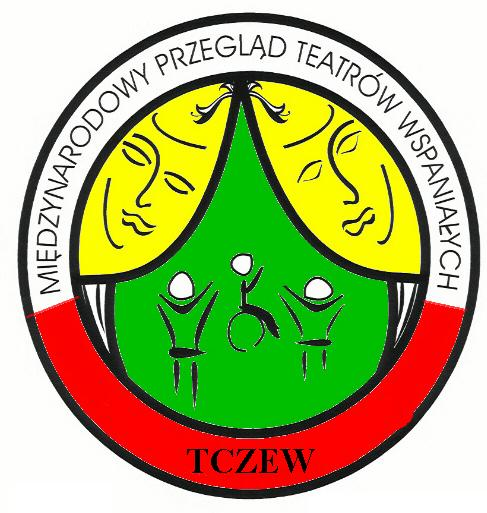 MIĘDZYNARODOWY PRZEGLĄD TEATRÓW WSPANIAŁYCH
TCZEW